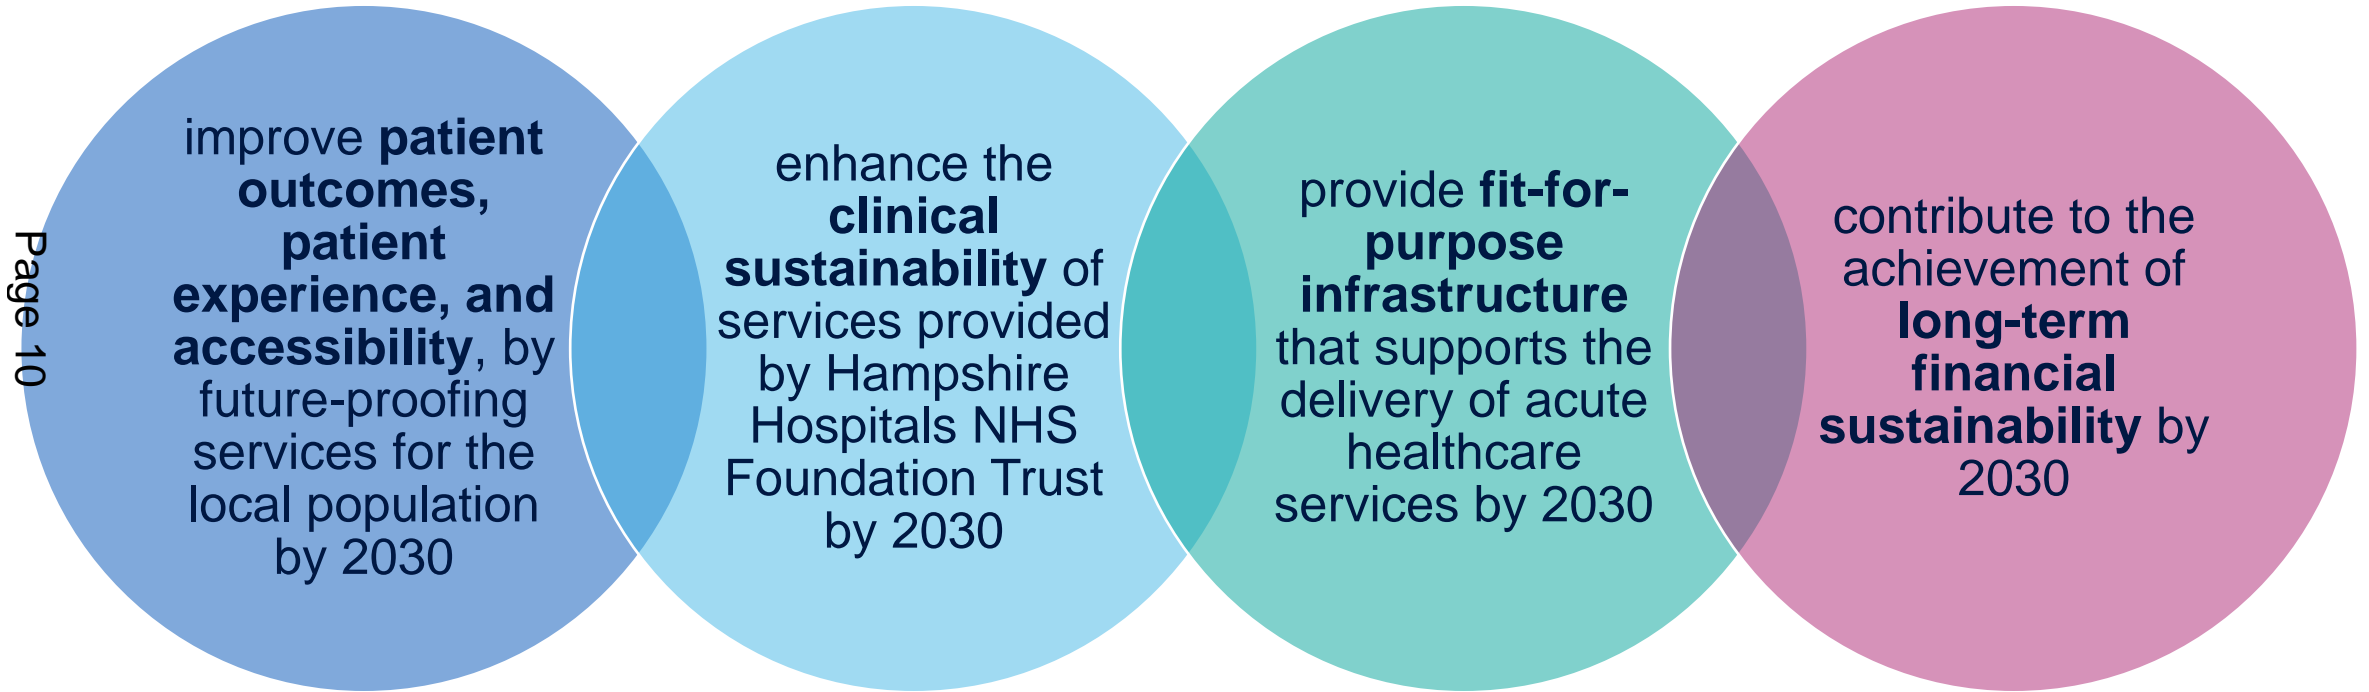 Page 10
improve patient
outcomes,
patient
experience, and
accessibility, by
future-proofing
services for the
local population
by 2030
enhance the
clinical
sustainability of
services provided
by Hampshire
Hospitals NHS
Foundation Trust
by 2030
provide fit-for-
purpose
infrastructure
that supports the
delivery of acute
healthcare
services by 2030
contribute to the
achievement of
long-term
financial
sustainability by
2030